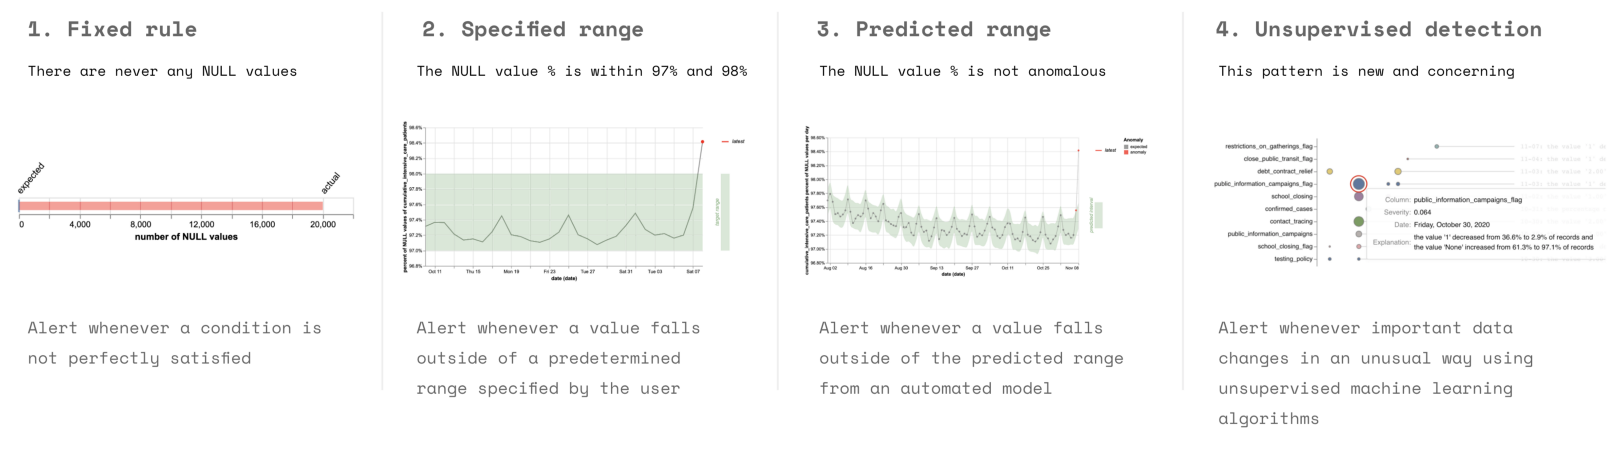 1. Fixed rule
There are never any NULL values
expected
actual
0 4,000 8,000 12,000 16,000 20,000
number of NULL values
Alert whenever a condition is
not perfectly satisfied
2. Specified range
The NULL value % is within 97% and 98%
percent of NULL values of cumulative_intensive_care_patients
98.6%
98.4%
98.2%
98.0%
97.8%
97.6%
97.4%
97.2%
97.0%
96.8%
Oct 11 Thu 15 Mon 19 Fri 23 Tue 27 Sat 31 Tue 03 Sat 07
date (date)
latest
target range
Alert whenever a value falls
outside of a predetermined
range specified by the user
3. Predicted range
The NULL value % is not anomalous
cumulative_intensive_care_patients percent of NULL values per day
98.60%
98.40%
98.20%
98.00%
97.80%
97.60%
97.40%
97.20%
97.00%
96.80%
Aug 02 Aug 16 Aug 30 Sep 13 Sep 27 Oct 11 Oct 25 Nov 08
date (date)
latest
Anomaly
expected
anomaly
predicted interval
Alert whenever a value falls
outside of the predicted range
from an automated model
4. Unsupervised detection
This pattern is new and concerning
restrictions_on_gatherings_flag
close_public_transit_flag
debt_contract_relief
public_information_campaigns_flag
school_closing
confirmed_cases
contact_tracing
public_information_campaigns
school_closing_flag
testing_policy
Column: public_information_campaigns_flag
Severity: 0.064
Date: Friday, October 30, 2020
Explanation: the value '1' decreased from 36.6% to 2.9% of records and
the value 'None' increased from 61.3% to 97.1% of records
Alert whenever important data
changes in an unusual way using
unsupervised machine learning
algorithms